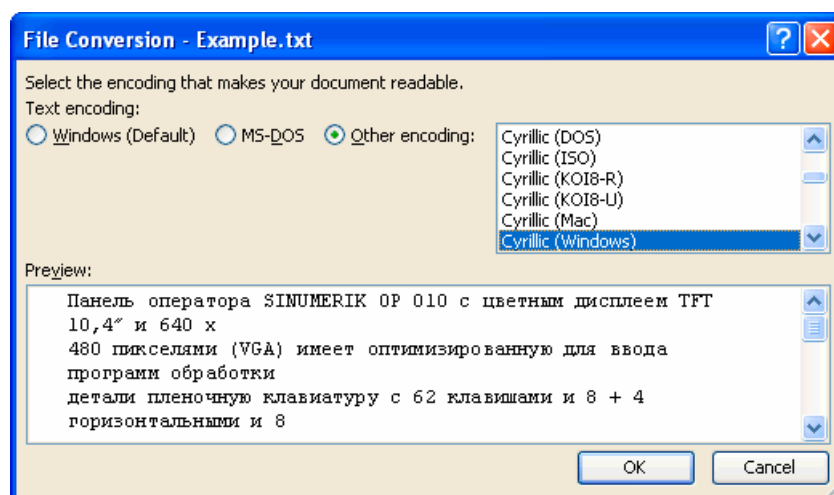 File Conversion - Example.txt
Select the encoding that makes your document readable.
Text encoding:
Windows (Default) MS-DOS Other encoding:
Cyrillic (DOS)
Cyrillic (ISO)
Cyrillic (KOI8-R)
Cyrillic (KOI8-U)
Cyrillic (Mac)
Cyrillic (Windows)
Preview:
Панель оператора SINUMERIK OP 010 с цветным дисплеем TFT
10,4″ и 640 x
480 пикселями (VGA) имеет оптимизированную для ввода
программ обработки
детали пленочную клавиатуру с 62 клавишами и 8 + 4
горизонтальными и 8
OK Cancel